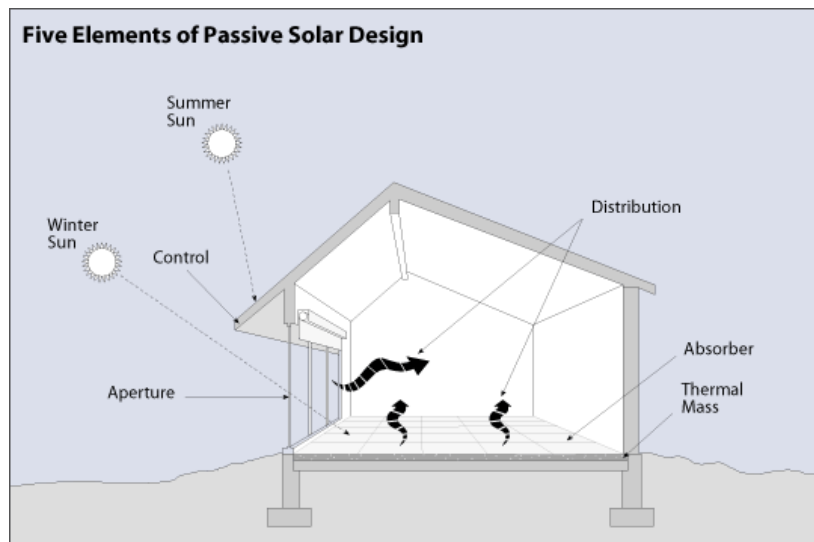 Five Elements of Passive Solar Design
Summer
Sun
Winter
Sun
Control
Distribution
Aperture
Absorber
Thermal
Mass